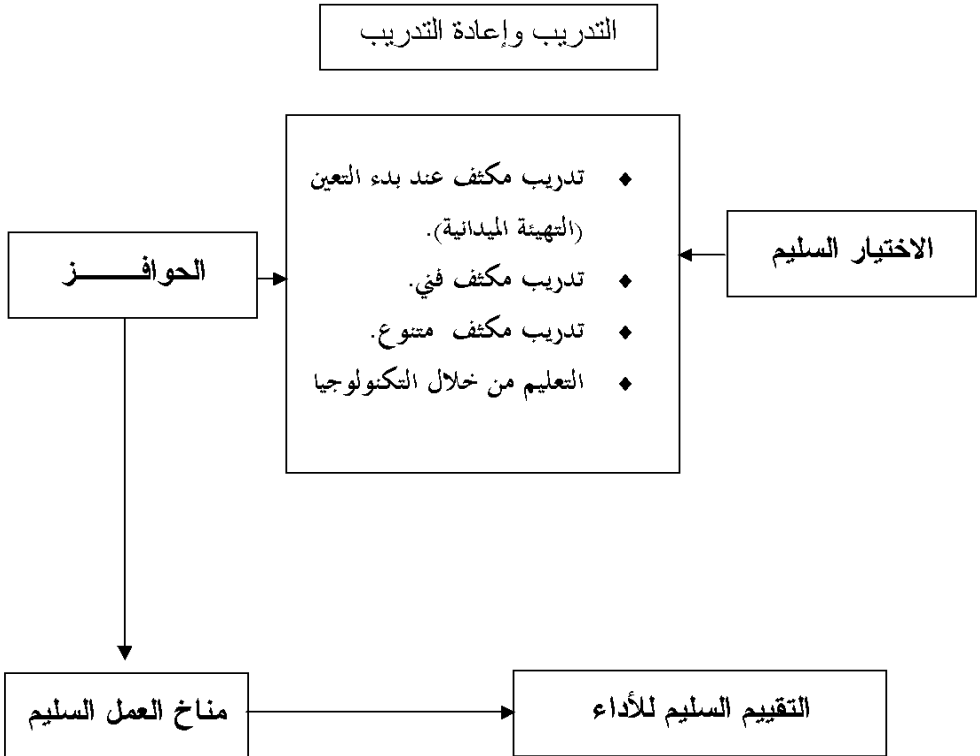 التدريب وإعادة التدريب
♦ تدريب مكثف عند بدء التعين
(التهيئة الميدانية).
♦ تدريب مكثف فني.
♦ تدريب مكثف متنوع.
♦ التعليم من خلال التكنولوجيا
الاختيار السليم
الحوافــــــز
مناخ العمل السليم
التقييم السليم للأداء